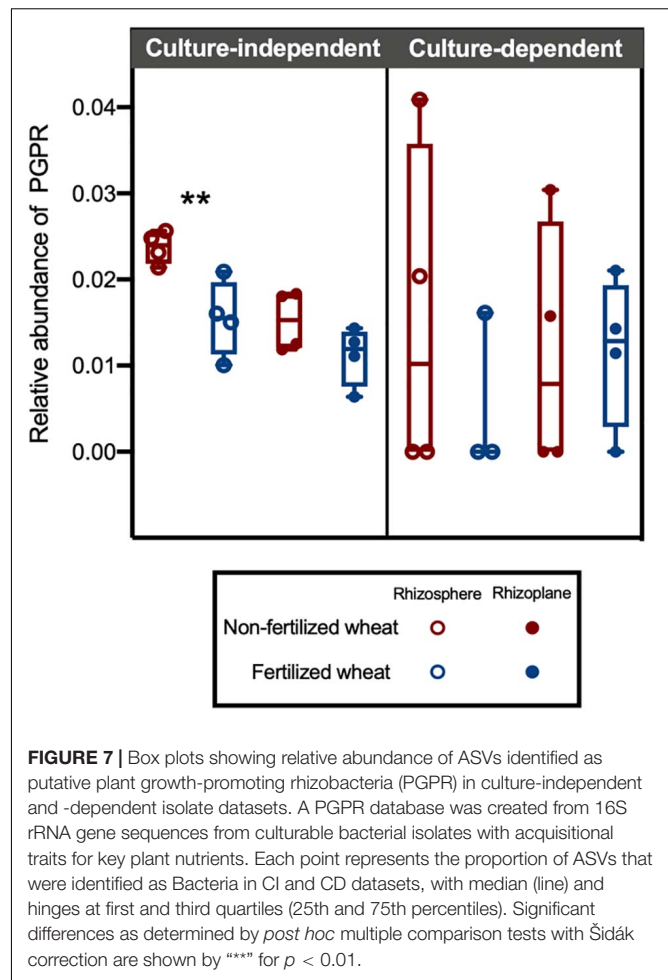 Culture-independent Culture-dependent
Relative abundance of PGPR
0.04
0.03
0.02
0.01
0.00
**
Rhizosphere Rhizoplane
Non-fertilized wheat
Fertilized wheat
FIGURE 7 | Box plots showing relative abundance of ASVs identified as
putative plant growth-promoting rhizobacteria (PGPR) in culture-independent
and -dependent isolate datasets. A PGPR database was created from 16S
rRNA gene sequences from culturable bacterial isolates with acquisitional
traits for key plant nutrients. Each point represents the proportion of ASVs that
were identified as Bacteria in CI and CD datasets, with median (line) and
hinges at first and third quartiles (25th and 75th percentiles). Significant
differences as determined by post hoc multiple comparison tests with Šidák
correction are shown by “**” for p < 0.01.